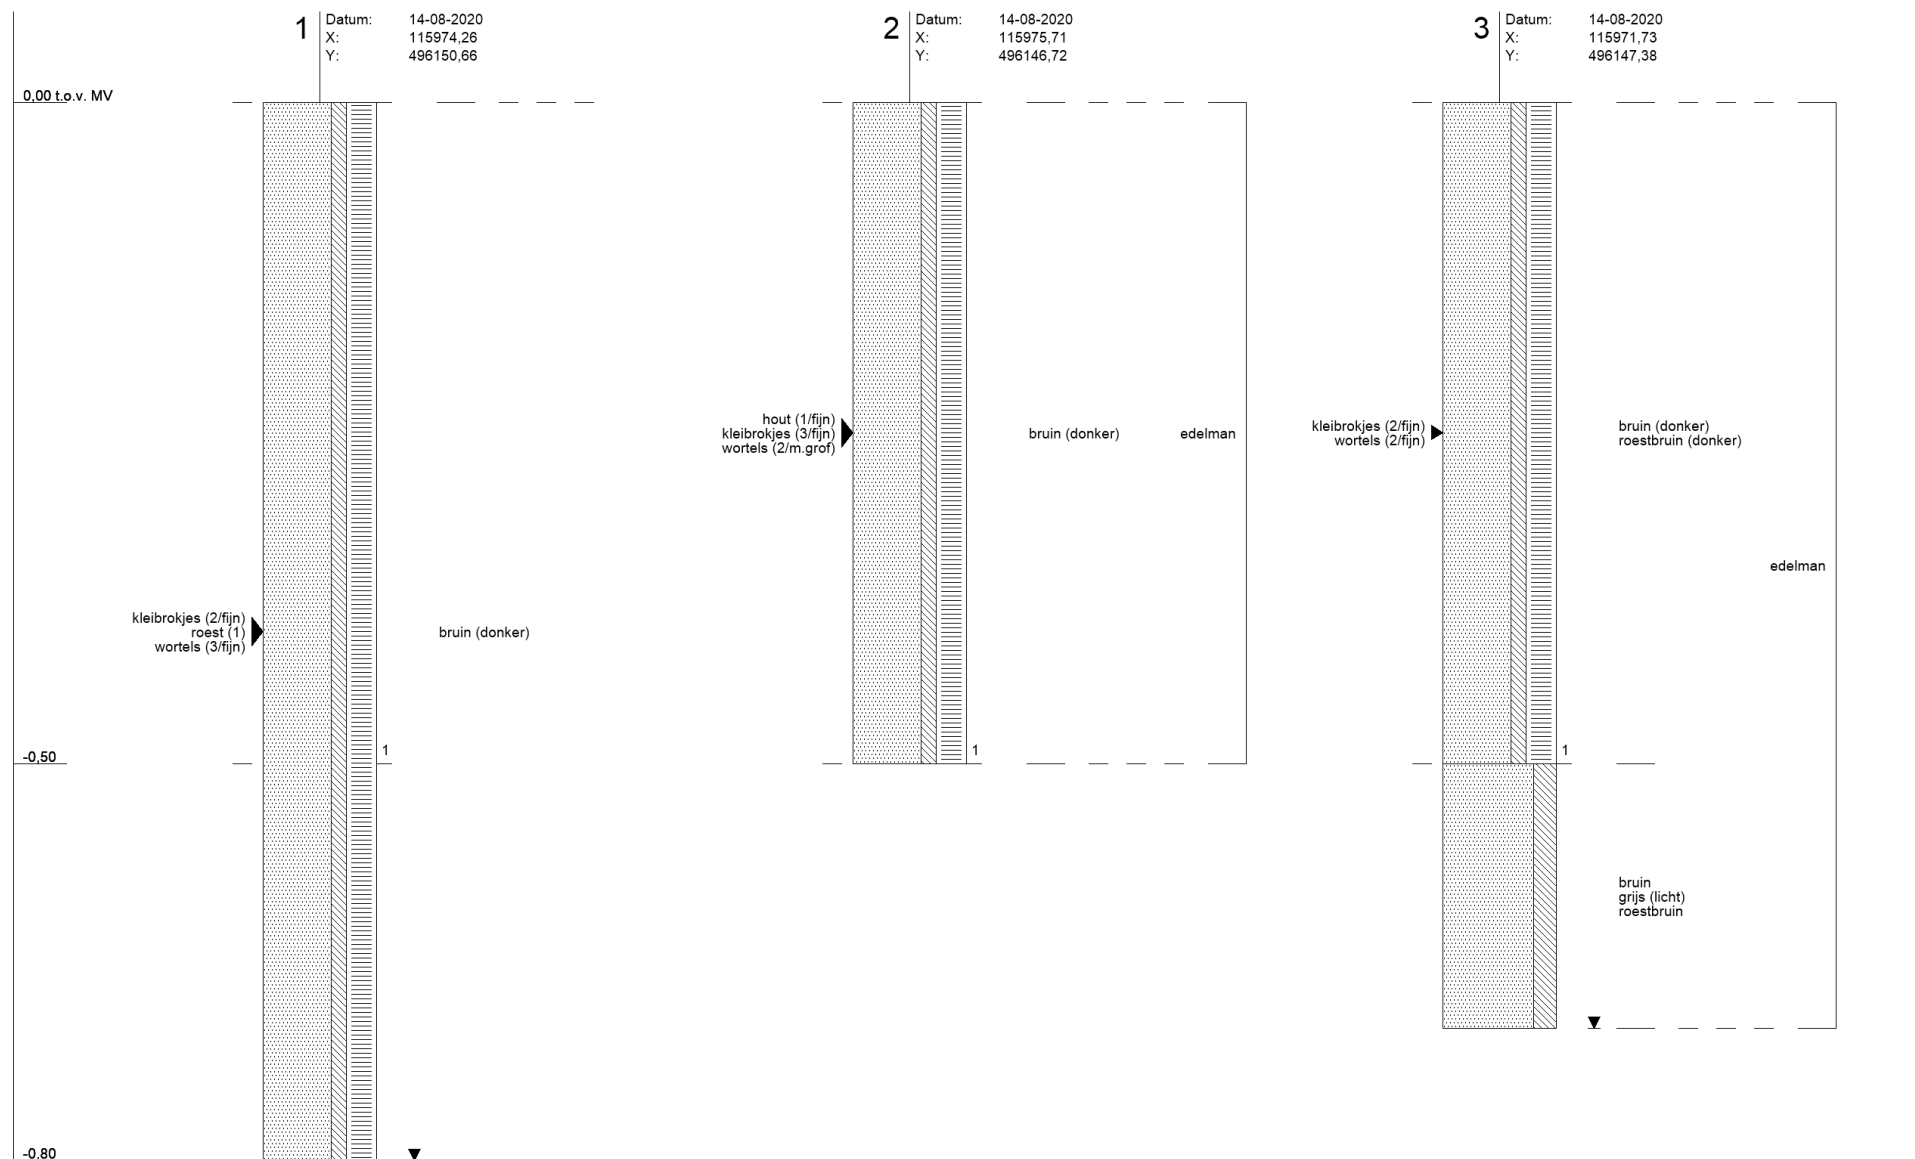 1
Datum: 14-08-2020
X: 115974,26
Y: 496150,66
2
Datum: 14-08-2020
X: 115975,71
Y: 496146,72
3
Datum: 14-08-2020
X: 115971,73
Y: 496147,38
0,00 t.o.v. MV
-0,50
-0,80
kleibrokjes (2/fijn)
roest (1)
wortels (3/fijn)
bruin (donker)
1
hout (1/fijn)
kleibrokjes (3/fijn)
wortels (2/m.grof)
bruin (donker)
edelman
1
kleibrokjes (2/fijn)
wortels (2/fijn)
bruin (donker)
roestbruin (donker)
edelman
1
bruin
grijs (licht)
roestbruin